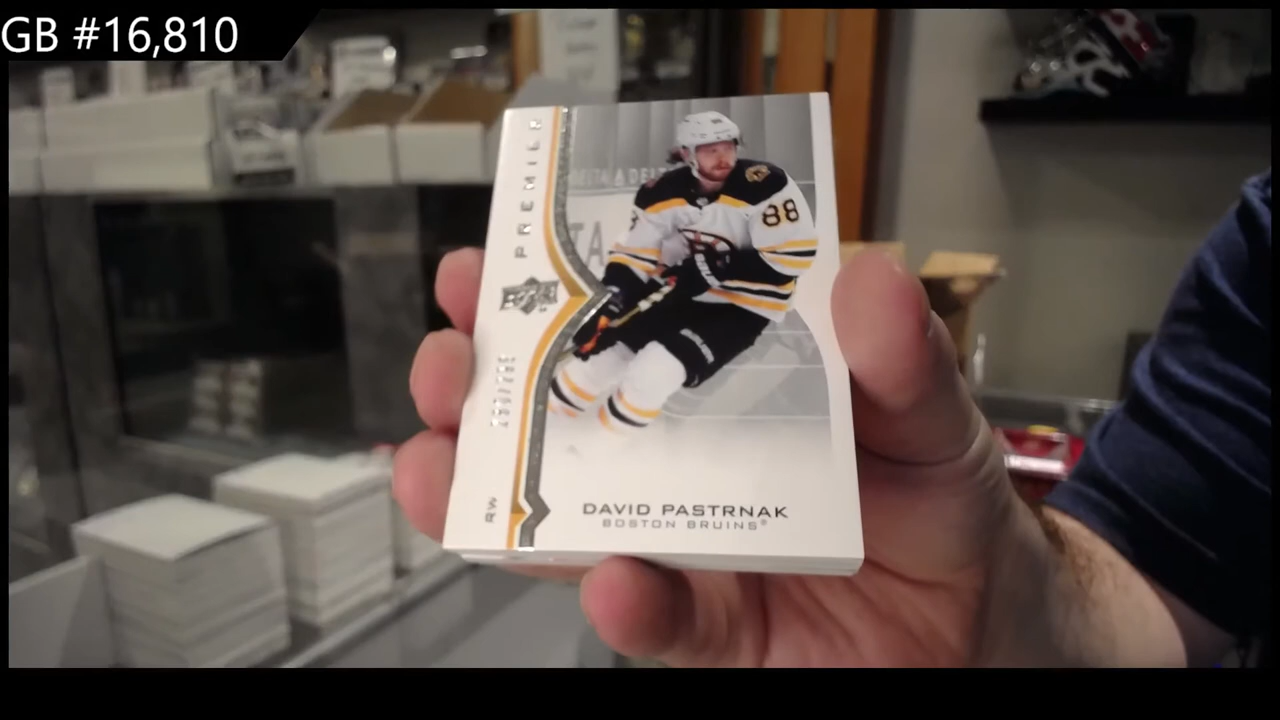 GB #16,810
PREMIER
88
RW
DAVID PASTRNAK
BOSTON BRUINS®